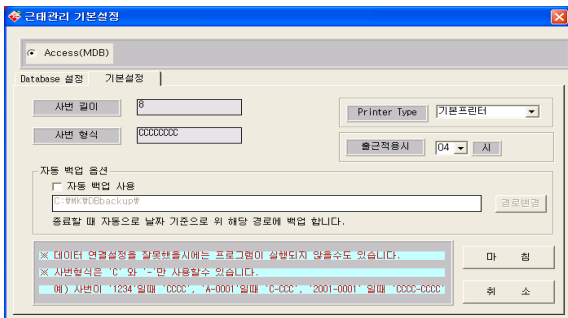 근태관리 기본설정
Access(MDB)
Database 설정 기본설정
사번 길이 8 Printer Type 기본프린터
사번 형식 CCCCCCCC 출근적용시 04 시
자동 백업 옵션
자동 백업 사용
C:₩MK₩DBbackup₩ 경로변경
종료할 때 자동으로 날짜 기준으로 위 해당 경로에 백업 합니다.
※ 데이터 연결설정을 잘못했을시에는 프로그램이 실행되지 않을수도 있습니다. 마 침
※ 사번형식은 'C' 와 '-'만 사용할수 있습니다.
예) 사번이 '1234'일때 'CCCC', 'A-0001'일때 'C-CCC', '2001-0001' 일때 'CCCC-CCCC' 취 소